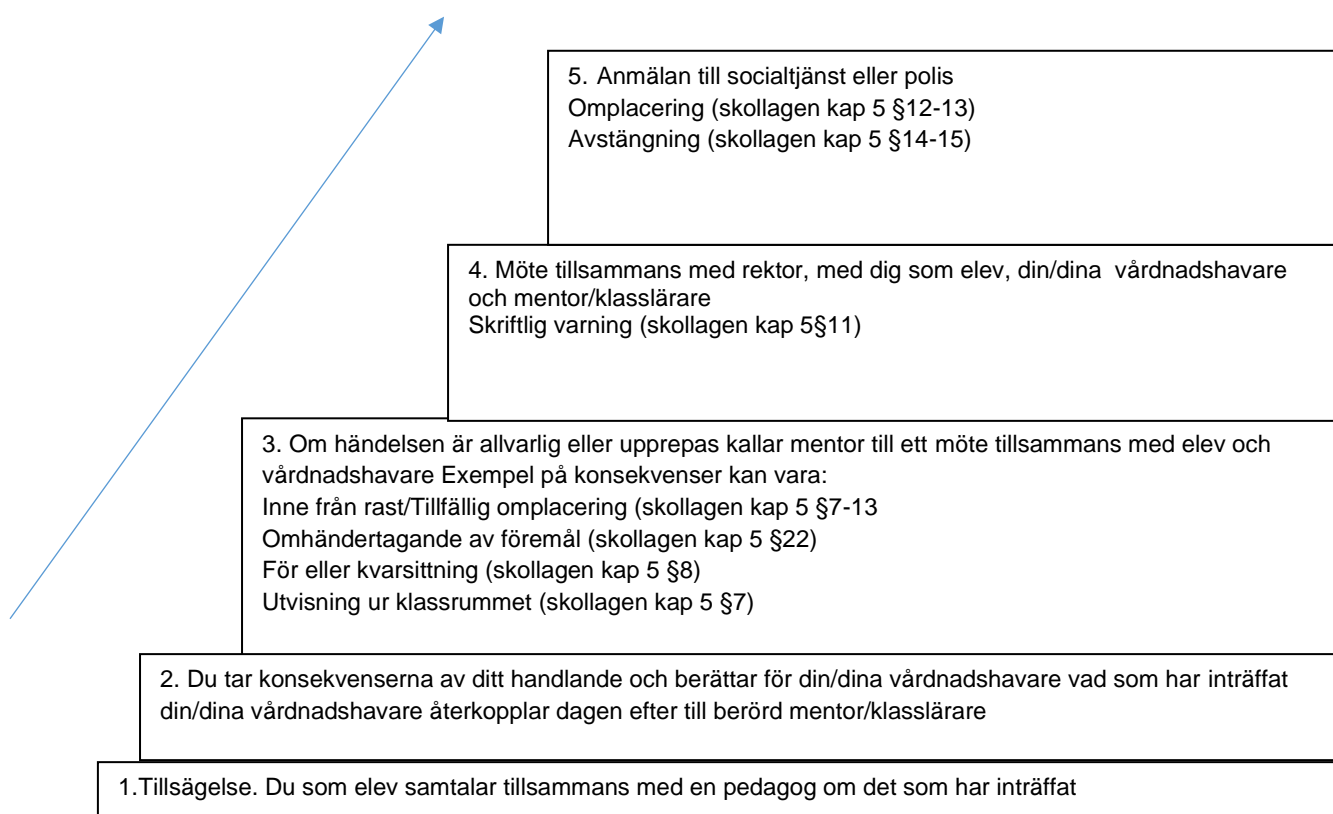 5. Anmälan till socialtjänst eller polis
Omplacering (skollagen kap 5 §12-13)
Avstängning (skollagen kap 5 §14-15)
4. Möte tillsammans med rektor, med dig som elev, din/dina  vårdnadshavare
och mentor/klasslärare
Skriftlig varning (skollagen kap 5§11)
3. Om händelsen är allvarlig eller upprepas kallar mentor till ett möte tillsammans med elev och
vårdnadshavare Exempel på konsekvenser kan vara:
Inne från rast/Tillfällig omplacering (skollagen kap 5 §7-13
Omhändertagande av föremål (skollagen kap 5 §22)
För eller kvarsittning (skollagen kap 5 §8)
Utvisning ur klassrummet (skollagen kap 5 §7)
2. Du tar konsekvenserna av ditt handlande och berättar för din/dina vårdnadshavare vad som har inträffat
din/dina vårdnadshavare återkopplar dagen efter till berörd mentor/klasslärare
1.Tillsägelse. Du som elev samtalar tillsammans med en pedagog om det som har inträffat